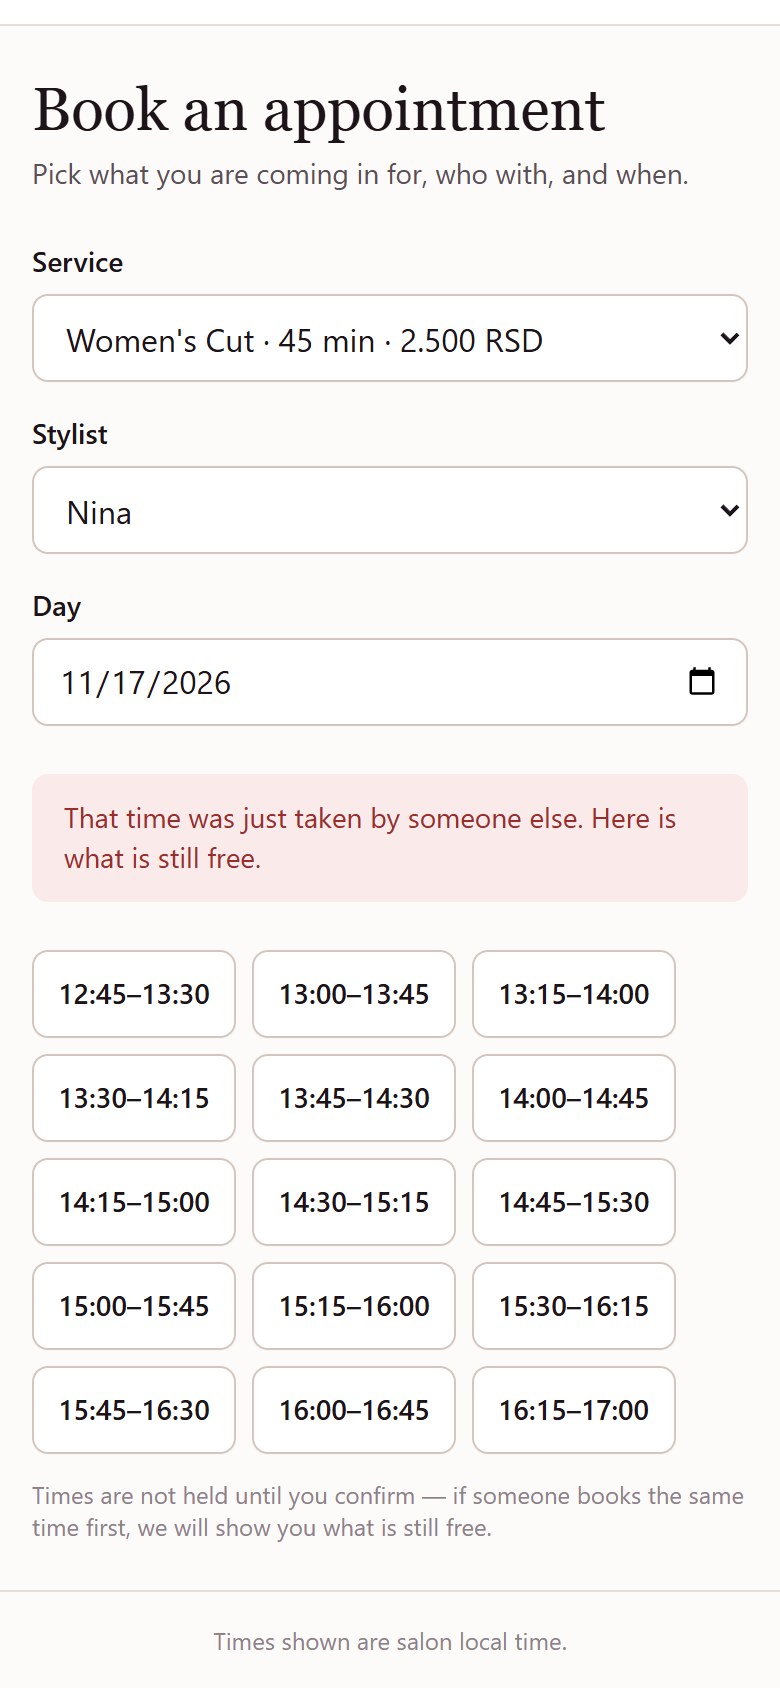 Book an appointment
Pick what you are coming in for, who with, and when.
Service
Women's Cut · 45 min · 2.500 RSD
Stylist
Nina
Day
11/17/2026
That time was just taken by someone else. Here is
what is still free.
12:45–13:30 13:00–13:45 13:15–14:00
13:30–14:15 13:45–14:30 14:00–14:45
14:15–15:00 14:30–15:15 14:45–15:30
15:00–15:45 15:15–16:00 15:30–16:15
15:45–16:30 16:00–16:45 16:15–17:00
Times are not held until you confirm — if someone books the same
time first, we will show you what is still free.
Times shown are salon local time.